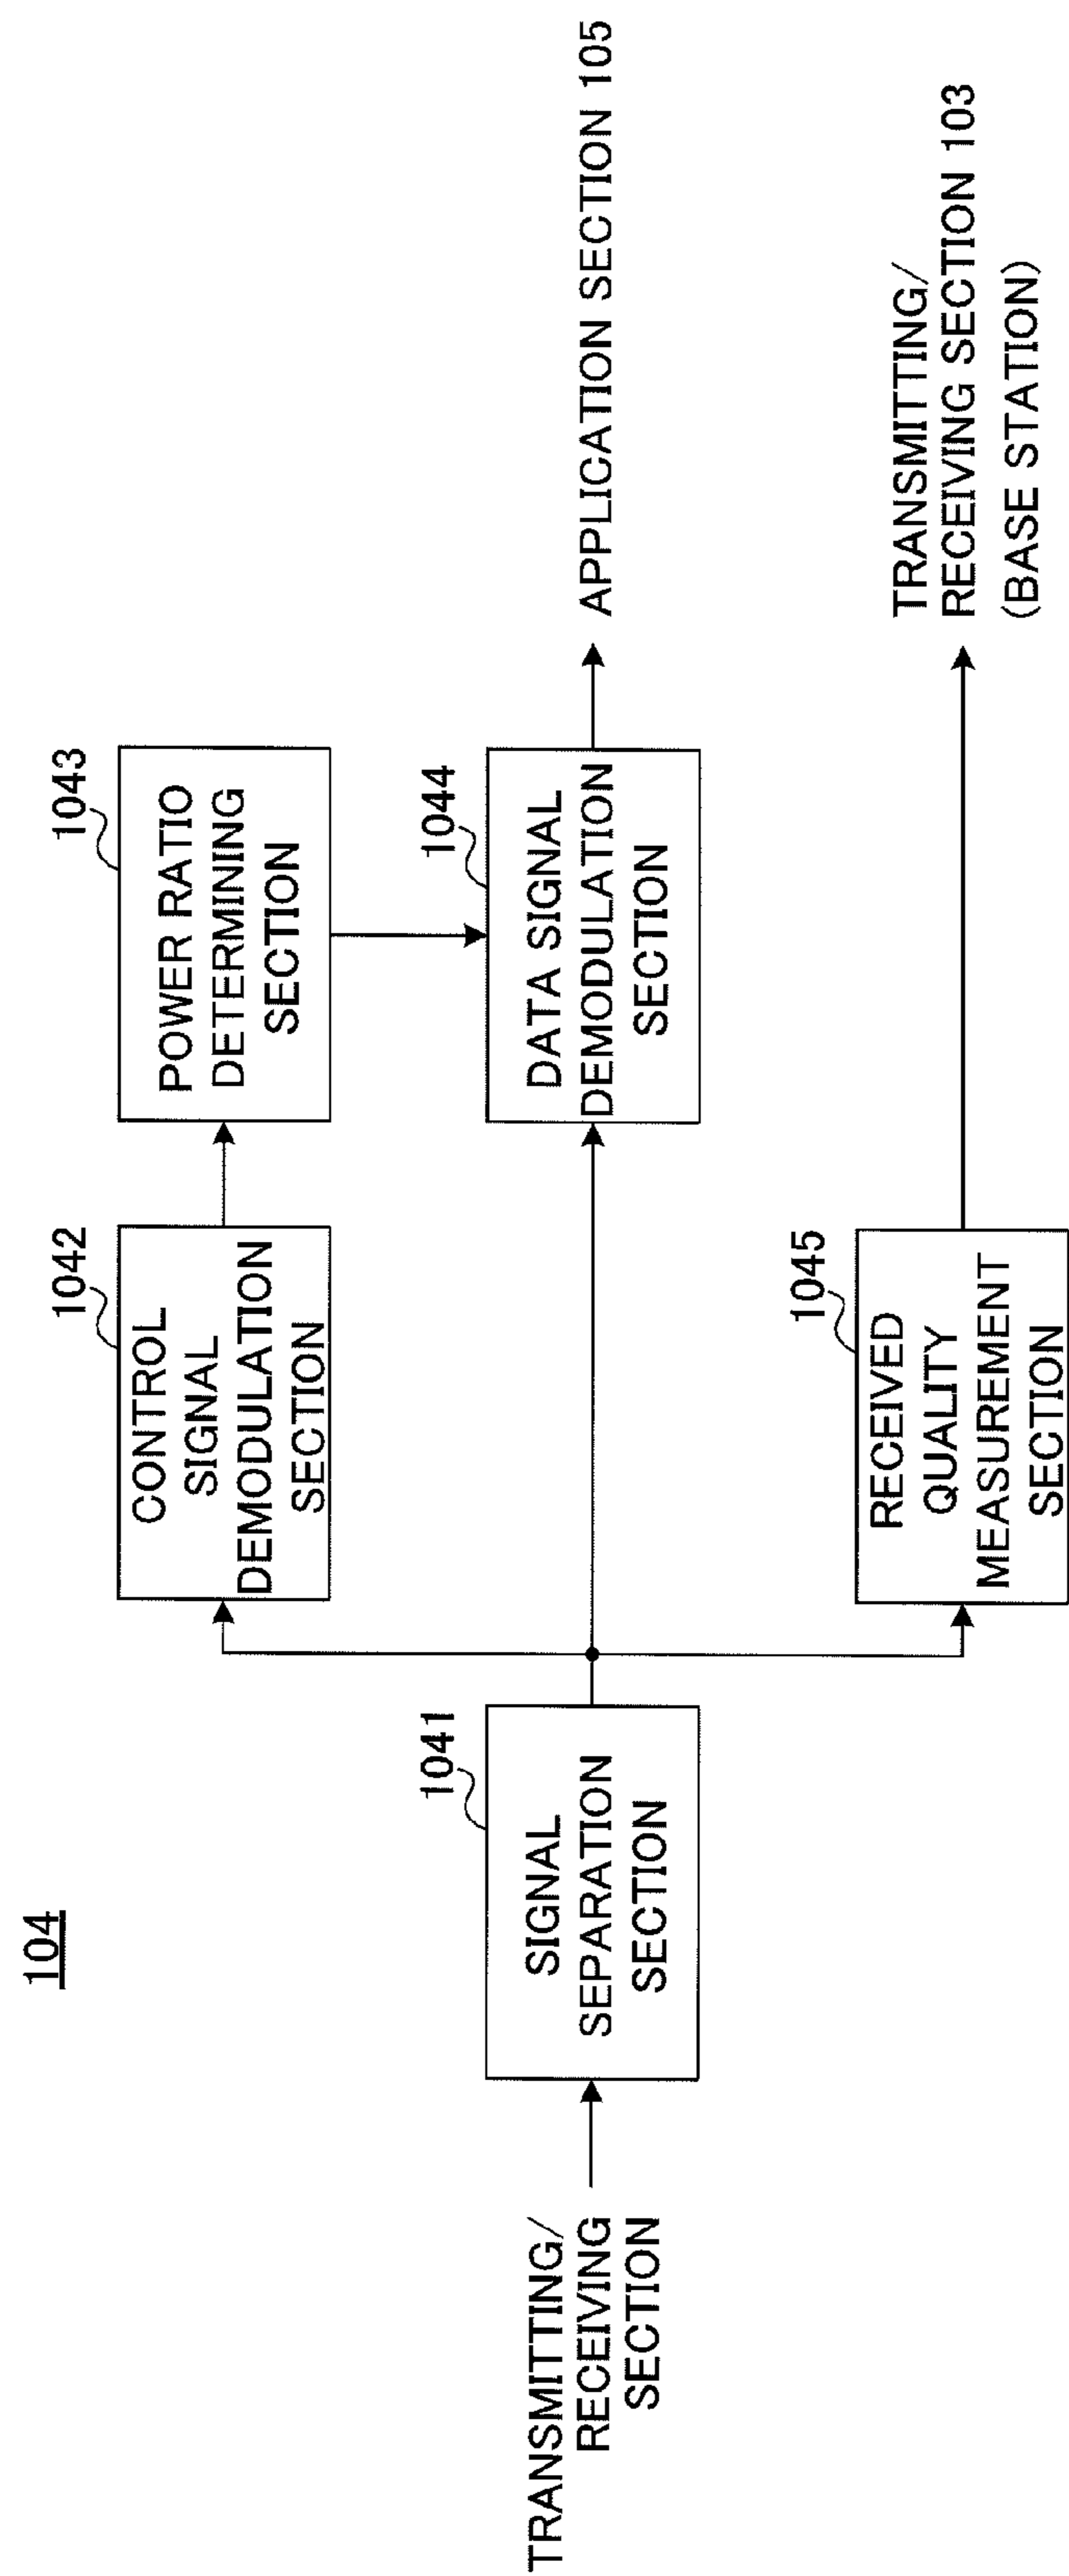 104
TRANSMITTING/
RECEIVING
SECTION
1041
SIGNAL
SEPARATION
SECTION
1042
CONTROL
SIGNAL
DEMODULATION
SECTION
1043
POWER RATIO
DETERMINING
SECTION
1044
DATA SIGNAL
DEMODULATION
SECTION
APPLICATION SECTION 105
1045
RECEIVED
QUALITY
MEASUREMENT
SECTION
TRANSMITTING/
RECEIVING SECTION 103
(BASE STATION)